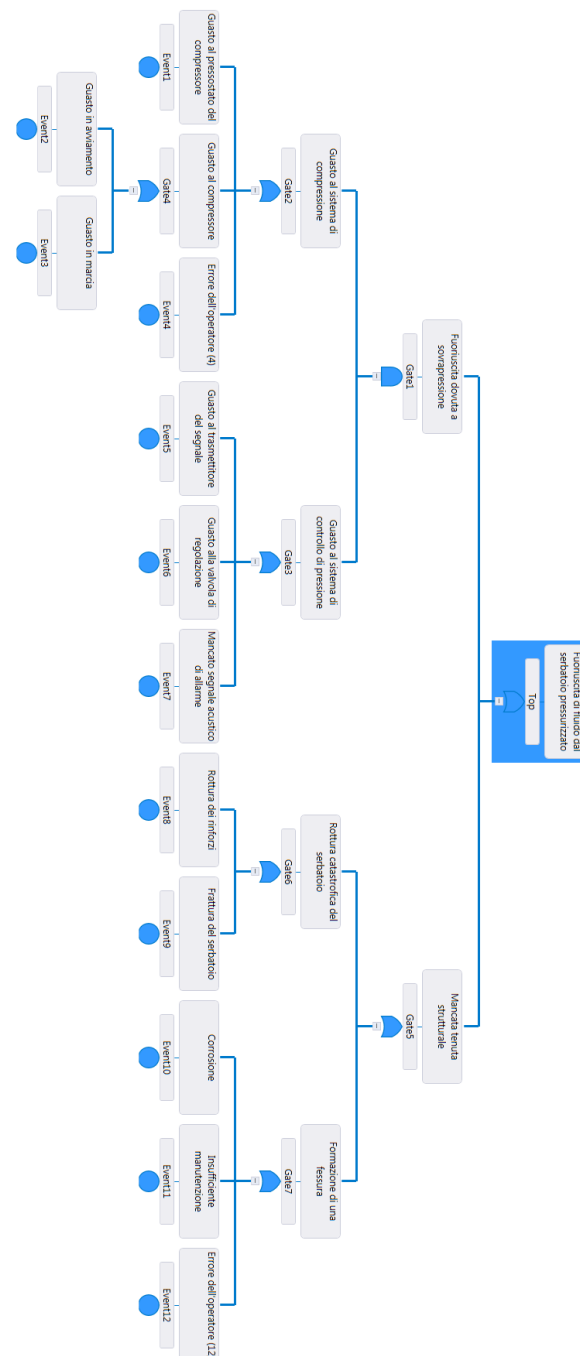 Fuoriuscita di fluido dal
serbatoio pressurizzato
Top
Fuoriuscita dovuta a
sovrapressione
Gate1
Mancata tenuta
strutturale
Gate5
Guasto al sistema di
compressione
Gate2
Guasto al sistema di
controllo di pressione
Gate3
Rottura catastrofica del
serbatoio
Gate6
Formazione di una
fessura
Gate7
Guasto al pressostato del
compressore
Event1
Guasto al compressore
Gate4
Errore dell'operatore (4)
Event4
Guasto al trasmettitore
del segnale
Event5
Guasto alla valvola di
regolazione
Event6
Mancato segnale acustico
di allarme
Event7
Rottura dei rinforzi
Event8
Frattura del serbatoio
Event9
Corrosione
Event10
Insufficiente
manutenzione
Event11
Errore dell'operatore (12
Event12
Guasto in avviamento
Event2
Guasto in marcia
Event3